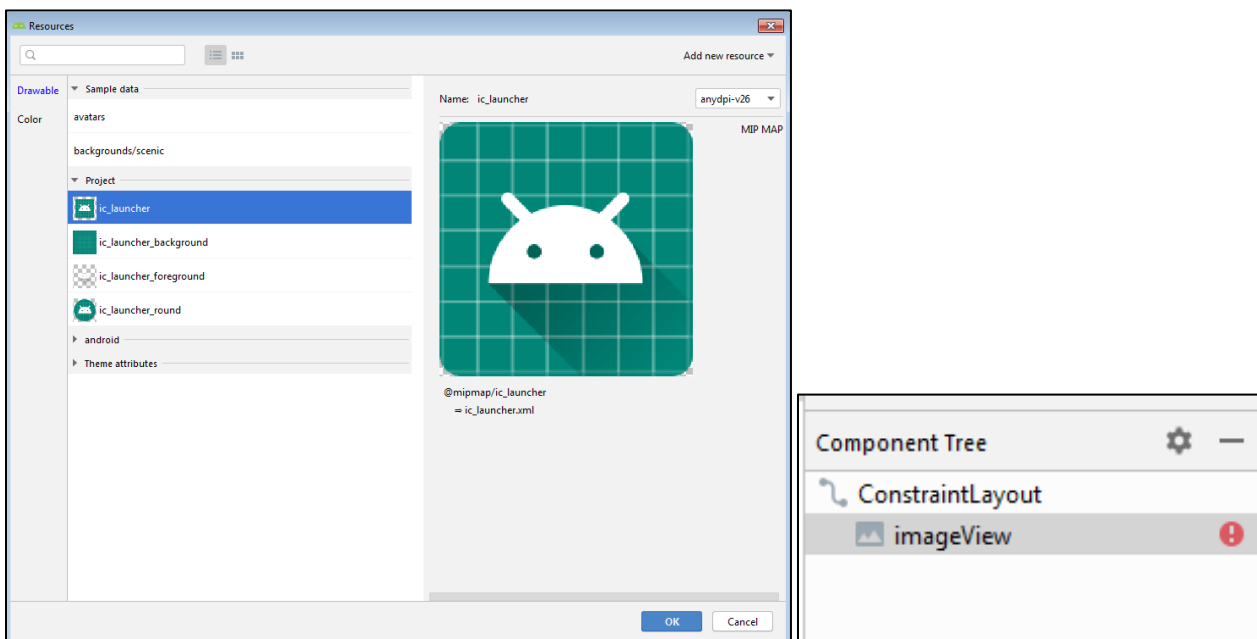 Resources
Add new resource
Drawable
Color
Sample data
avatars
backgrounds/scenic
Project
ic_launcher
ic_launcher_background
ic_launcher_foreground
ic_launcher_round
android
Theme attributes
Name: ic_launcher
anydpi-v26
MIP MAP
@mipmap/ic_launcher
⇒ ic_launcher.xml
OK
Cancel
Component Tree
ConstraintLayout
imageView